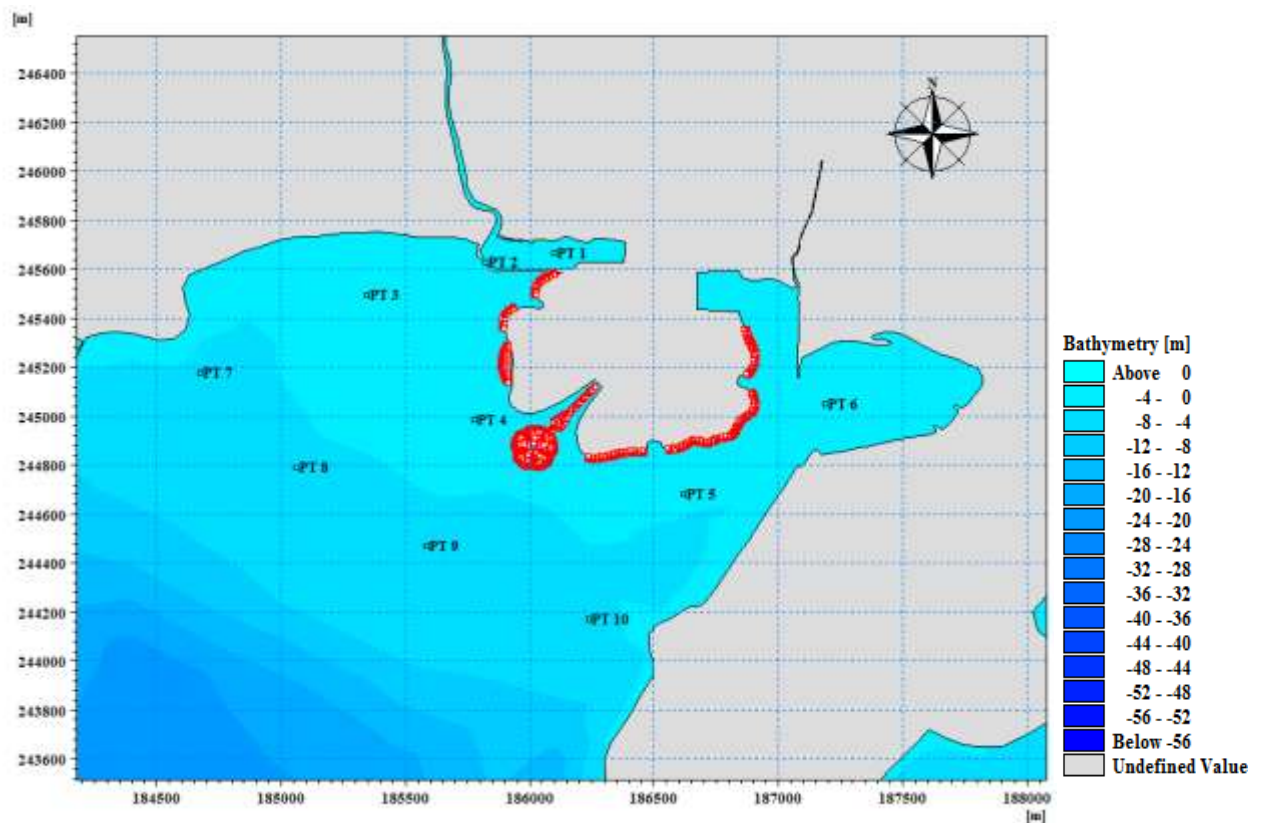 [m]
246400
246200
246000
245800
245600
245400
245200
245000
244800
244600
244400
244200
244000
243800
243600
N
PT 1
PT 2
PT 3
PT 7
PT 4
PT 6
PT 8
PT 5
PT 9
PT 10
184500 185000 185500 186000 186500 187000 187500 188000
[m]
Bathymetry [m]
Above 0
-4 - 0
-8 - -4
-12 - -8
-16 - -12
-20 - -16
-24 - -20
-28 - -24
-32 - -28
-36 - -32
-40 - -36
-44 - -40
-48 - -44
-52 - -48
-56 - -52
Below -56
Undefined Value